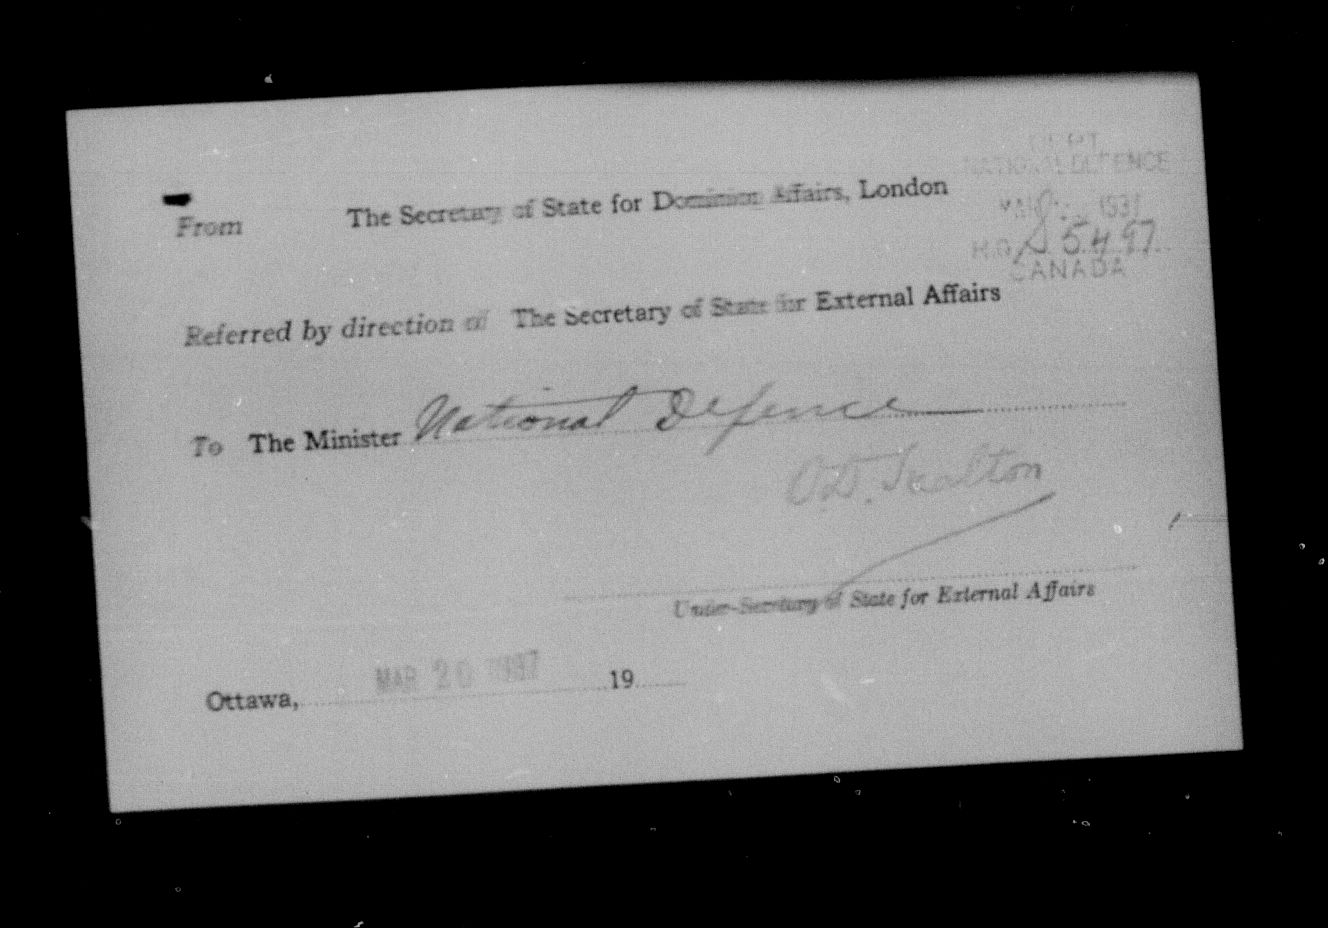 DEPT
NATIONAL DEFENCE
1937
H.Q. S. 5497
CANADA
From The Secretary of State for Dominion Affairs, London
Referred by direction of The Secretary of State for External Affairs
To The Minister National Defence
O.D. Skelton
Under-Secretary of State for External Affairs
Ottawa, MAR 20 1937 19